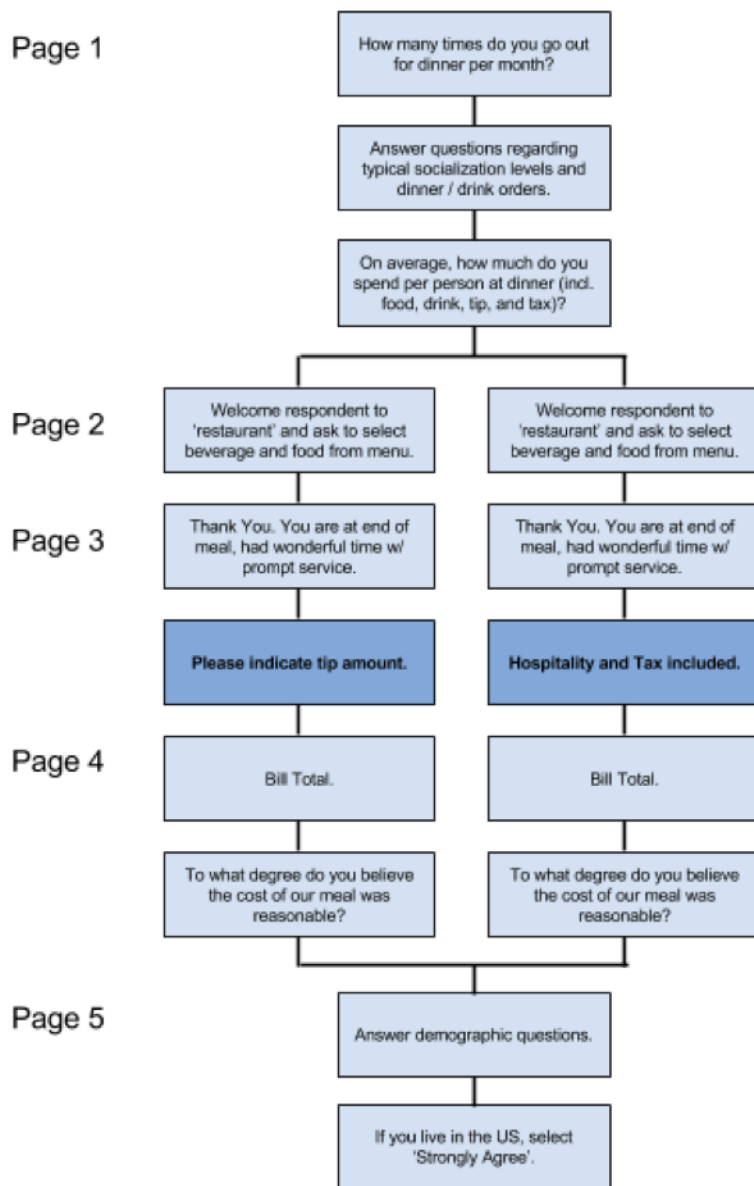 Page 1
How many times do you go out
for dinner per month?
Answer questions regarding
typical socialization levels and
dinner / drink orders.
On average, how much do you
spend per person at dinner (incl.
food, drink, tip, and tax)?
Page 2
Welcome respondent to
'restaurant' and ask to select
beverage and food from menu.
Welcome respondent to
'restaurant' and ask to select
beverage and food from menu.
Page 3
Thank You. You are at end of
meal, had wonderful time w/
prompt service.
Thank You. You are at end of
meal, had wonderful time w/
prompt service.
Please indicate tip amount.
Hospitality and Tax included.
Page 4
Bill Total.
Bill Total.
To what degree do you believe
the cost of our meal was
reasonable?
To what degree do you believe
the cost of our meal was
reasonable?
Page 5
Answer demographic questions.
If you live in the US, select
'Strongly Agree'.